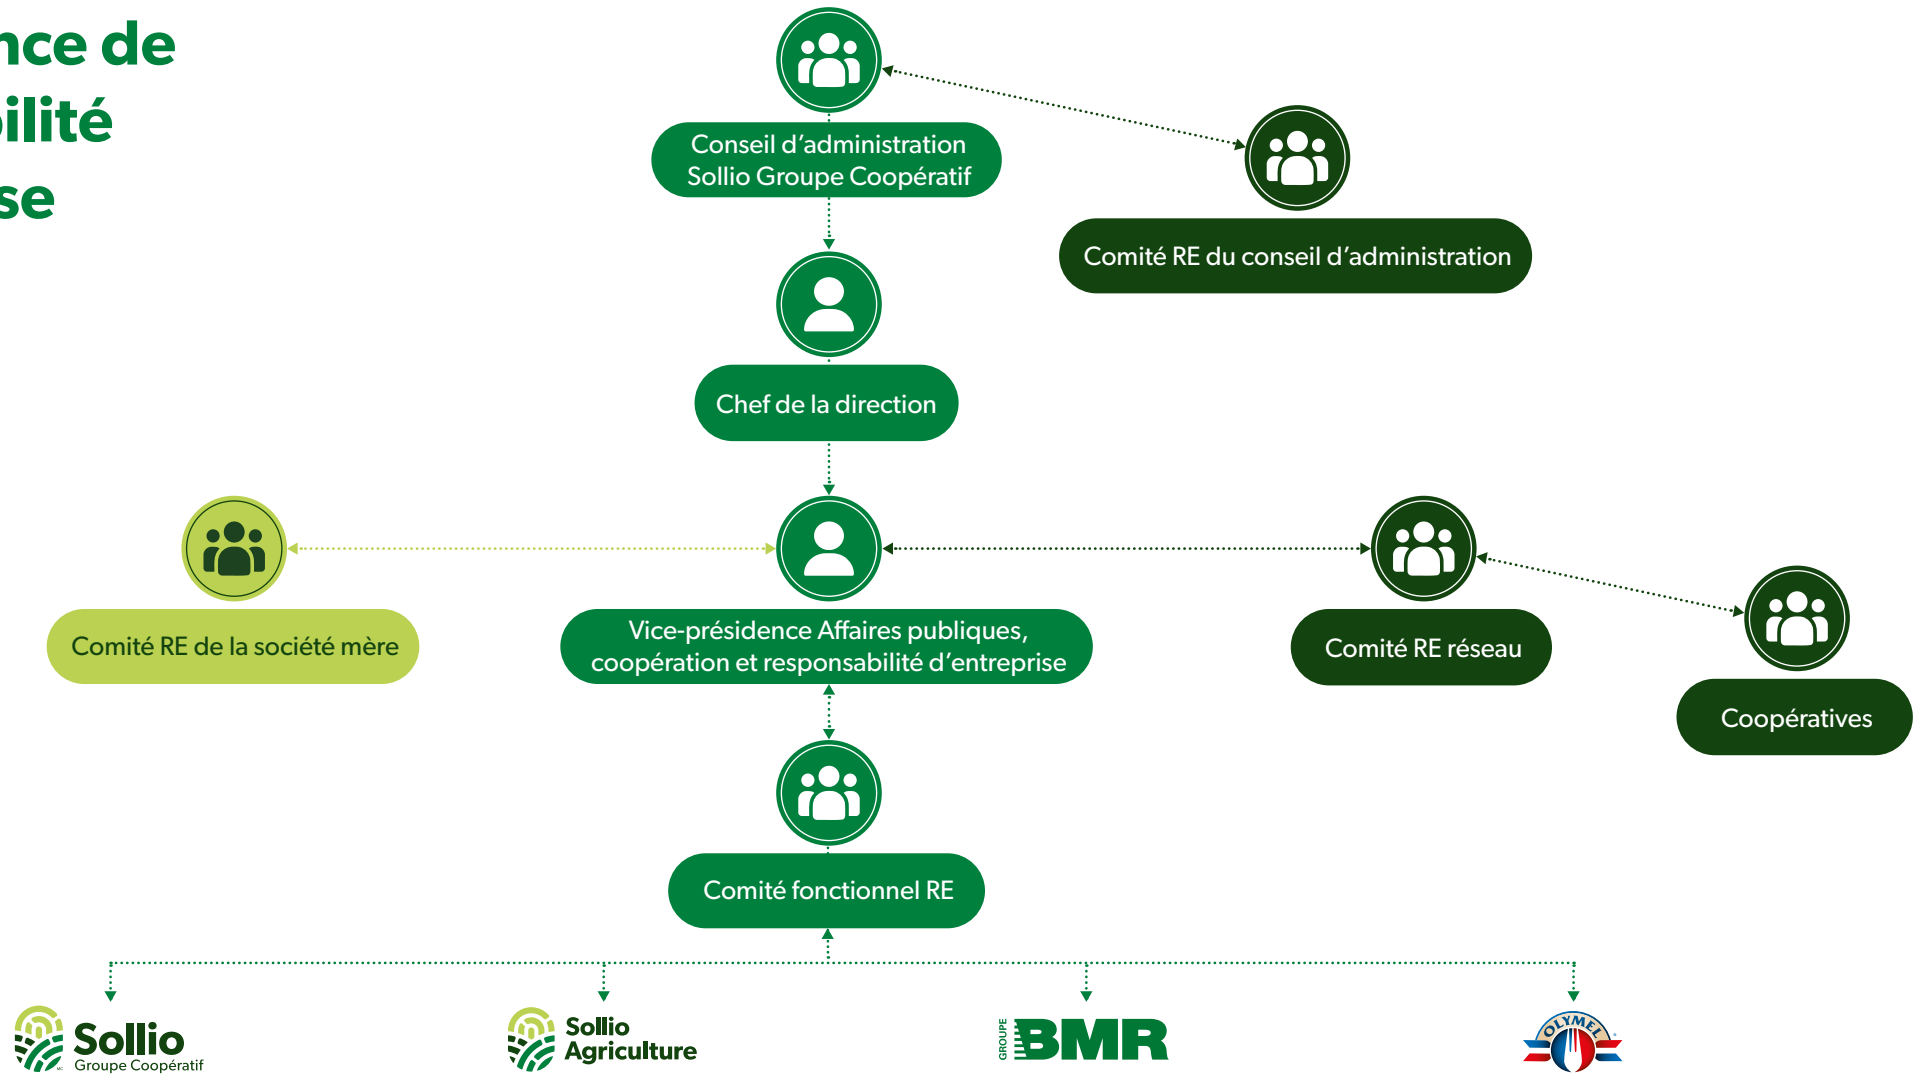 nce de
bilité
se
Conseil d’administration
Sollio Groupe Coopératif
Comité RE du conseil d’administration
Chef de la direction
Comité RE de la société mère
Vice-présidence Affaires publiques,
coopération et responsabilité d’entreprise
Comité RE réseau
Coopératives
Comité fonctionnel RE
Sollio
Groupe Coopératif
MC
Sollio
Agriculture
GROUPE
BMR
OLYMEL